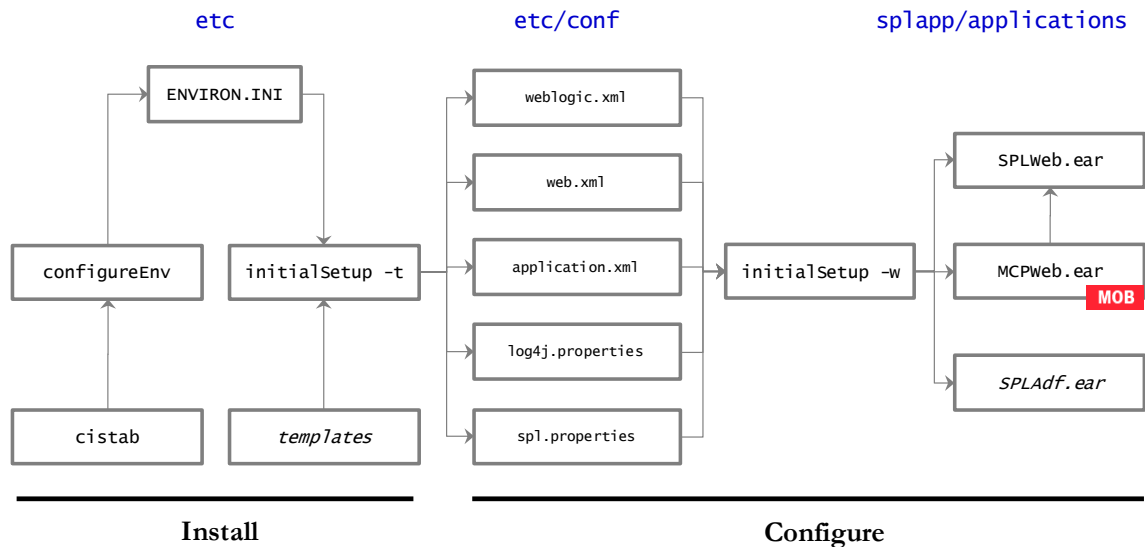 etc
etc/conf
splapp/applications
ENVIRON.INI
weblogic.xml
SPLWeb.ear
web.xml
configureEnv
initialSetup –t
application.xml
initialSetup –w
MCPWeb.ear
MOB
log4j.properties
SPLAdf.ear
cistab
templates
spl.properties
Install
Configure